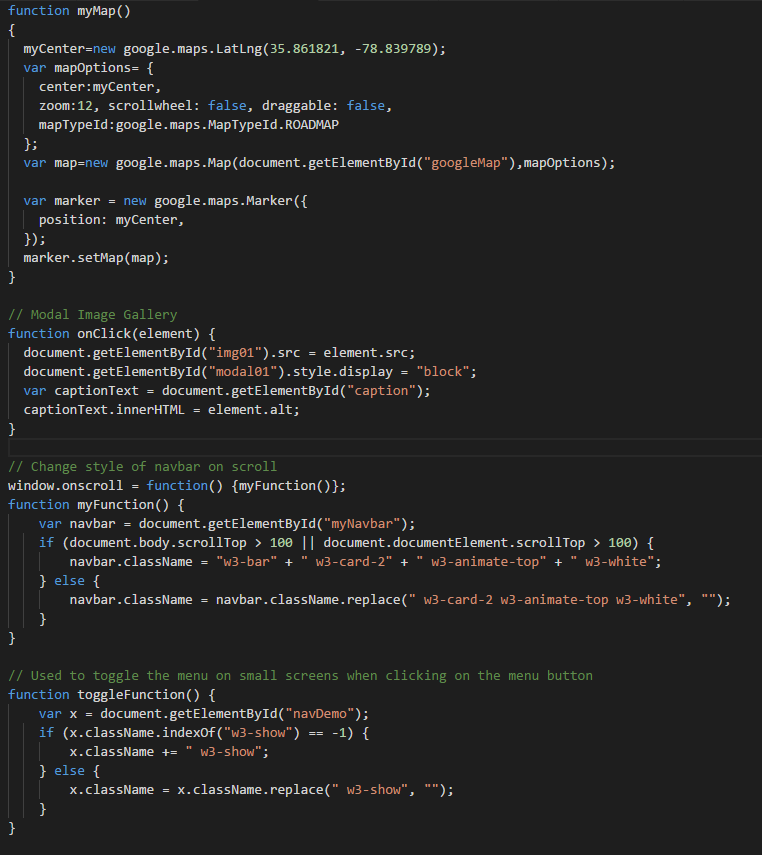 function myMap()
{
  myCenter=new google.maps.LatLng(35.861821, -78.839789);
  var mapOptions= {
    center:myCenter,
    zoom:12, scrollwheel: false, draggable: false,
    mapTypeId:google.maps.MapTypeId.ROADMAP
  };
  var map=new google.maps.Map(document.getElementById("googleMap"),mapOptions);

  var marker = new google.maps.Marker({
    position: myCenter,
  });
  marker.setMap(map);
}

// Modal Image Gallery
function onClick(element) {
  document.getElementById("img01").src = element.src;
  document.getElementById("modal01").style.display = "block";
  var captionText = document.getElementById("caption");
  captionText.innerHTML = element.alt;
}

// Change style of navbar on scroll
window.onscroll = function() {myFunction()};
function myFunction() {
    var navbar = document.getElementById("myNavbar");
    if (document.body.scrollTop > 100 || document.documentElement.scrollTop > 100) {
        navbar.className = "w3-bar" + " w3-card-2" + " w3-animate-top" + " w3-white";
    } else {
        navbar.className = navbar.className.replace(" w3-card-2 w3-animate-top w3-white", "");
    }
}

// Used to toggle the menu on small screens when clicking on the menu button
function toggleFunction() {
    var x = document.getElementById("navDemo");
    if (x.className.indexOf("w3-show") == -1) {
        x.className += " w3-show";
    } else {
        x.className = x.className.replace(" w3-show", "");
    }
}